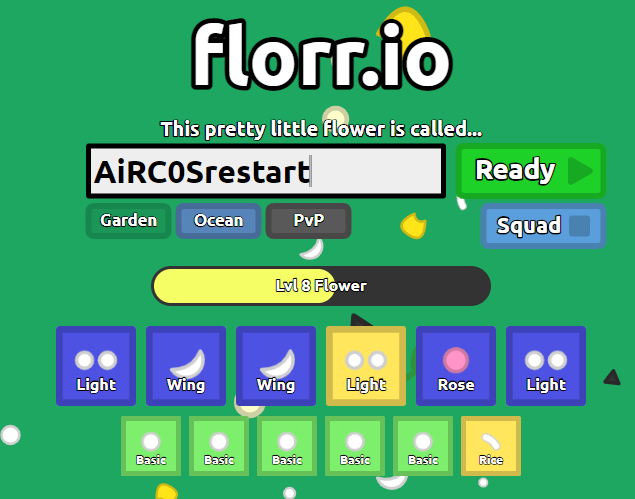 florr.io
This pretty little flower is called...
AiRC0Srestart Ready
Garden Ocean PvP Squad
Lvl 8 Flower
Light Wing Wing Light Rose Light
Basic Basic Basic Basic Basic Rice